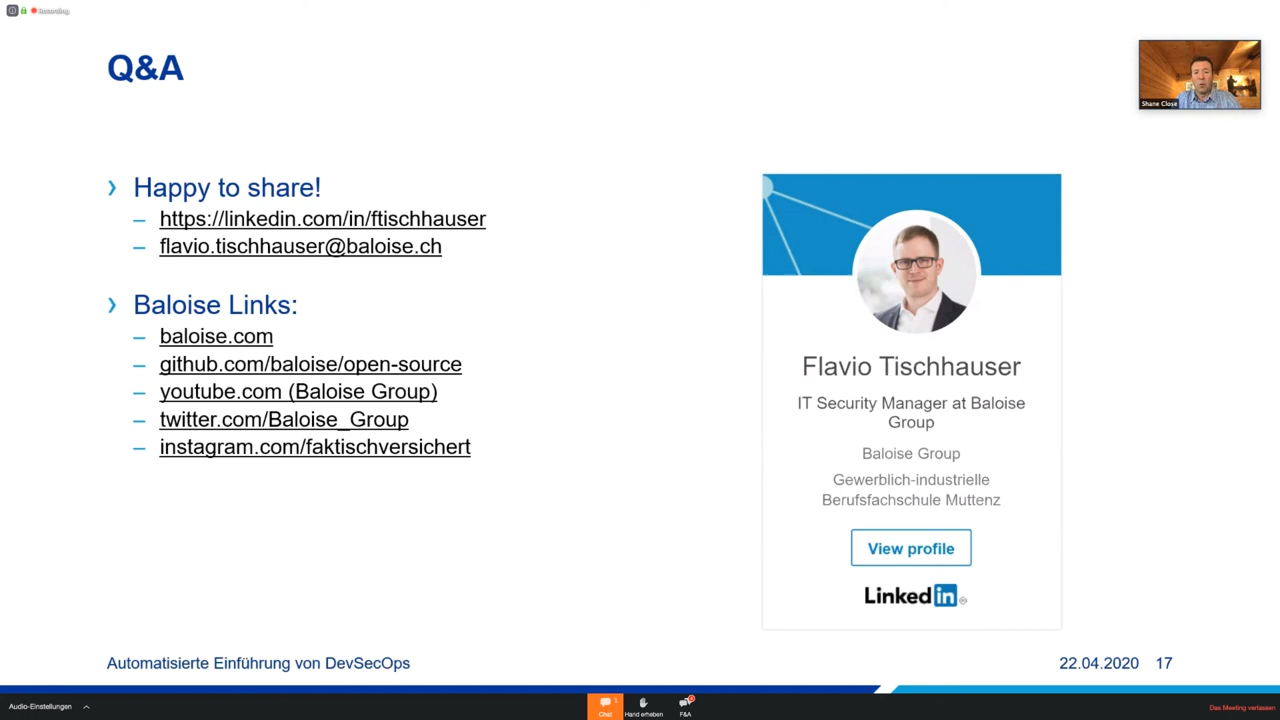 Recording
Q&A
Shane Close
Happy to share!
– https://linkedin.com/in/ftischhauser
– flavio.tischhauser@baloise.ch
Baloise Links:
– baloise.com
– github.com/baloise/open-source
– youtube.com (Baloise Group)
– twitter.com/Baloise_Group
– instagram.com/faktischversichert
Flavio Tischhauser
IT Security Manager at Baloise
Group
Baloise Group
Gewerblich-industrielle
Berufsfachschule Muttenz
View profile
Linked in ®
Automatisierte Einführung von DevSecOps
22.04.2020 17
Audio-Einstellungen
Chat
Hand erheben
F&A
Das Meeting verlassen